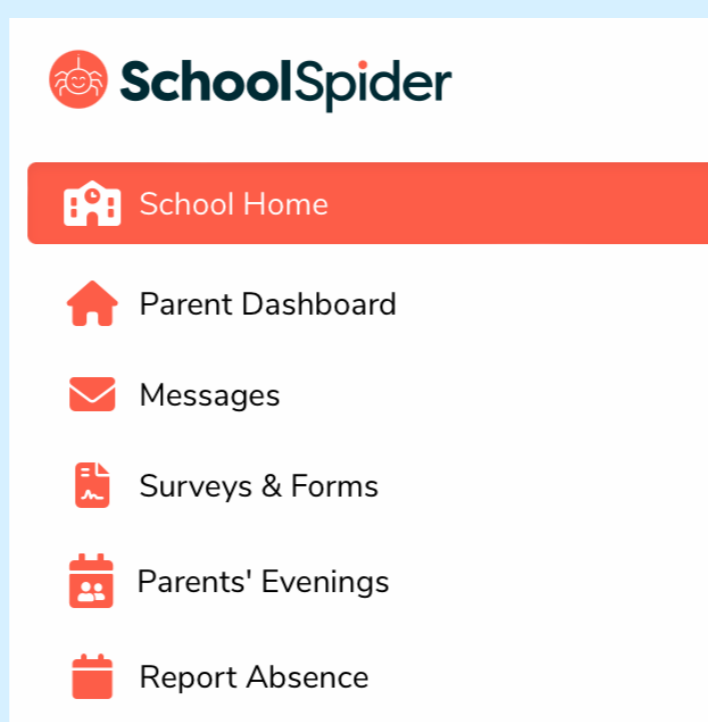 SchoolSpider
School Home
Parent Dashboard
Messages
Surveys & Forms
Parents' Evenings
Report Absence